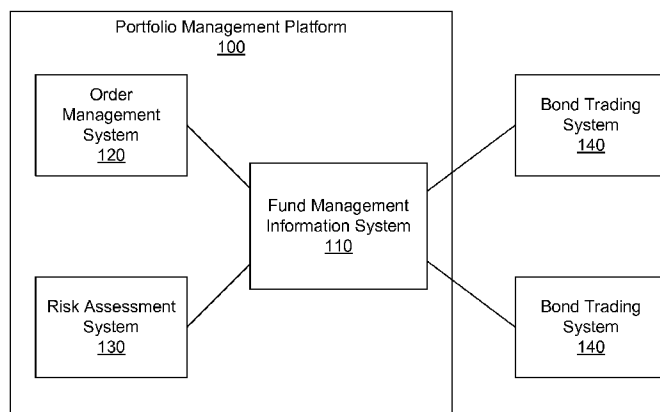 Portfolio Management Platform
100
Order
Management
System
120
Bond Trading
System
140
Fund Management
Information System
110
Risk Assessment
System
130
Bond Trading
System
140